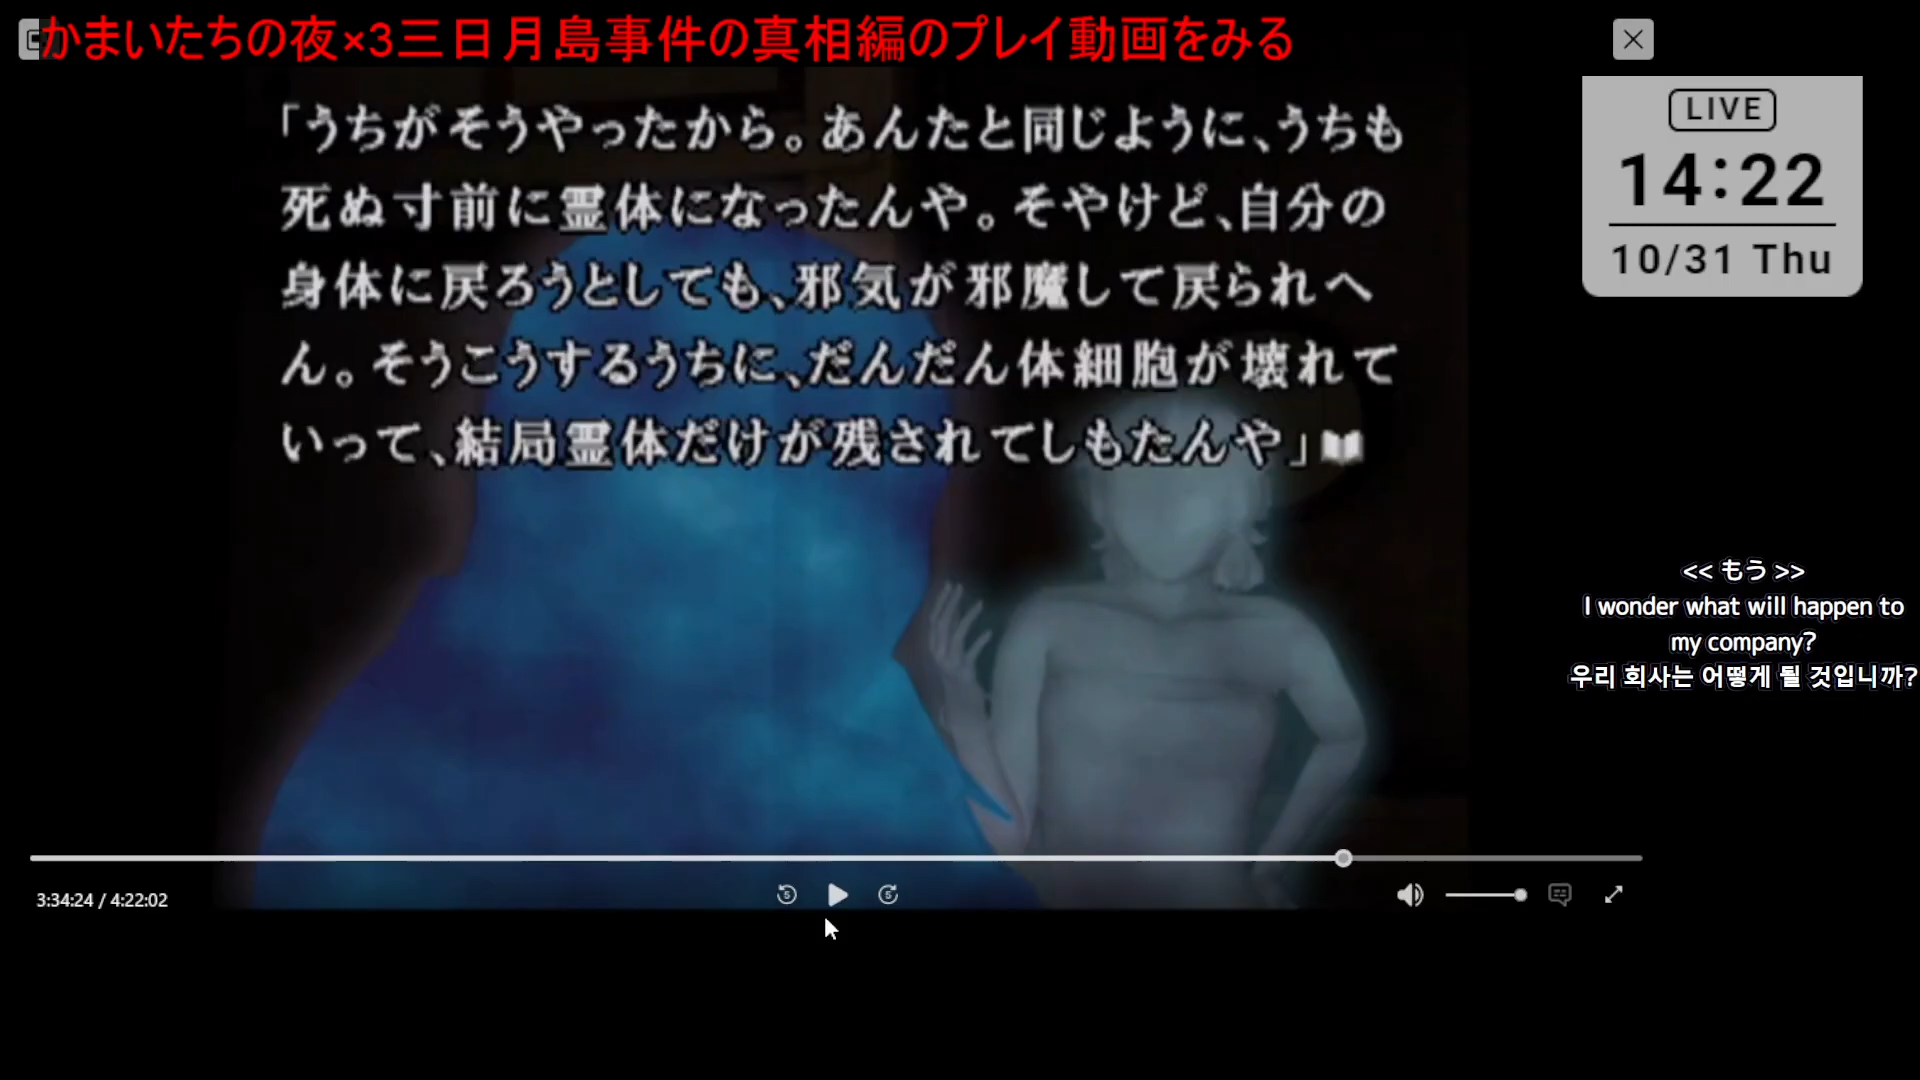 かまいたちの夜×3三日月島事件の真相編のプレイ動画をみる
「うちがそうやったから。あんたと同じように、うちも
死ぬ寸前に霊体になったんや。そやけど、自分の
身体に戻ろうとしても、邪気が邪魔して戻られへ
ん。そうこうするうちに、だんだん体細胞が壊れて
いって、結局霊体だけが残されてしもたんや」
LIVE
14:22
10/31 Thu
<< もう >>
I wonder what will happen to
my company?
우리 회사는 어떻게 될 것입니까?
3:34:24 / 4:22:02
5
5